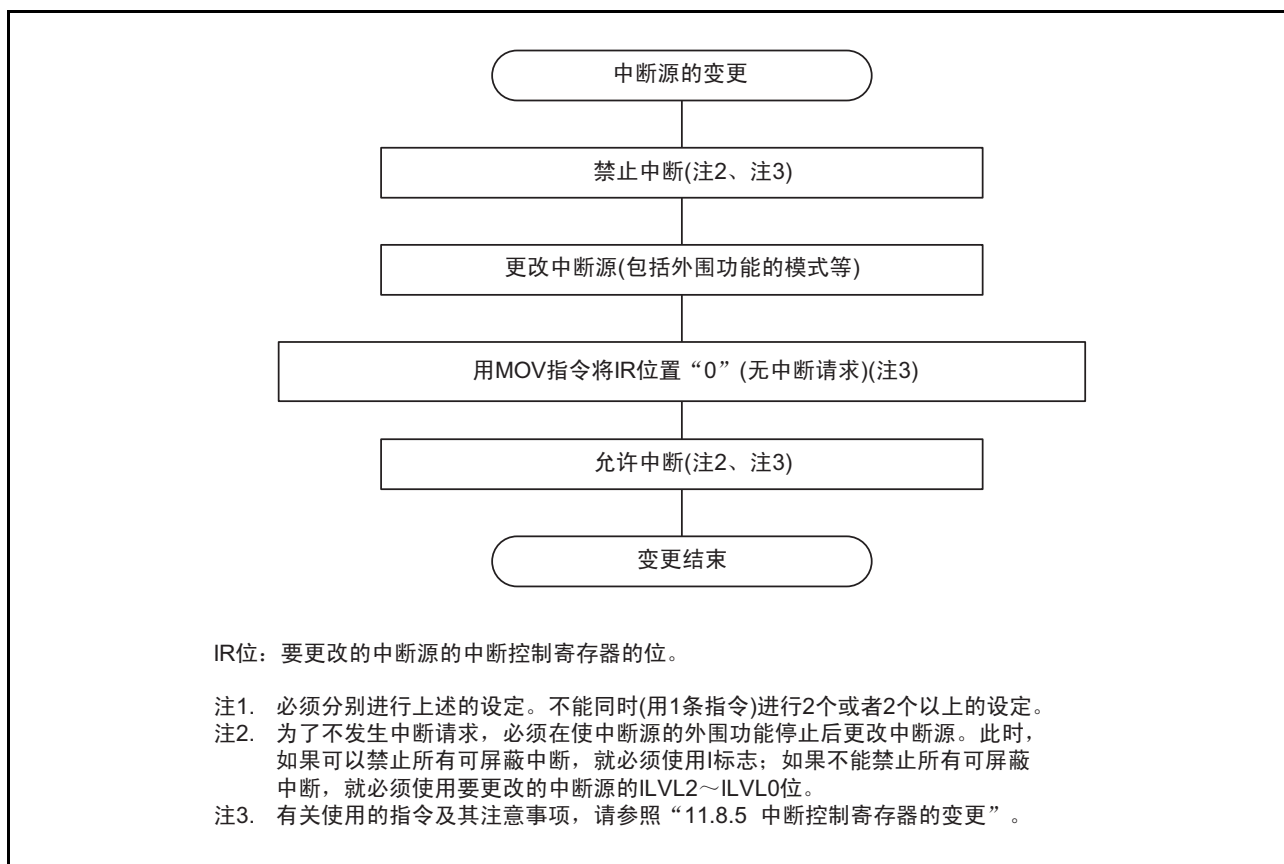 中断源的变更
禁止中断(注2、注3)
更改中断源(包括外围功能的模式等)
用MOV指令将IR位置“0”(无中断请求)(注3)
允许中断(注2、注3)
变更结束
IR位：要更改的中断源的中断控制寄存器的位。
注1. 必须分别进行上述的设定。不能同时(用1条指令)进行2个或者2个以上的设定。
注2. 为了不发生中断请求，必须在使中断源的外围功能停止后更改中断源。此时，
如果可以禁止所有可屏蔽中断，就必须使用I标志；如果不能禁止所有可屏蔽
中断，就必须使用要更改的中断源的ILVL2～ILVL0位。
注3. 有关使用的指令及其注意事项，请参照“11.8.5 中断控制寄存器的变更”。